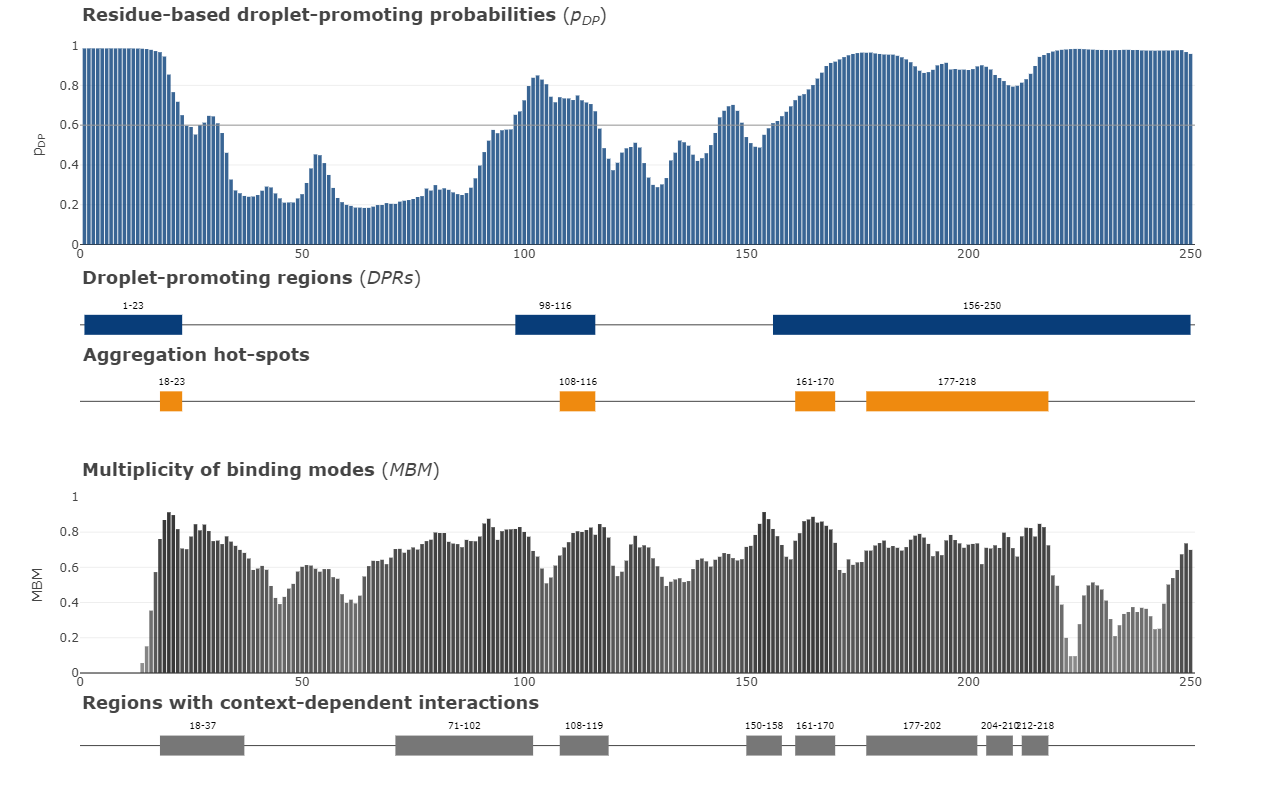 Residue-based droplet-promoting probabilities (pDP)
1
0.8
0.6
0.4
0.2
0
pDP
0 50 100 150 200 250
Droplet-promoting regions (DPRs)
1-23 98-116 156-250
Aggregation hot-spots
18-23 108-116 161-170 177-218
Multiplicity of binding modes (MBM)
1
0.8
0.6
0.4
0.2
0
MBM
0 50 100 150 200 250
Regions with context-dependent interactions
18-37 71-102 108-119 150-158 161-170 177-202 204-210 212-218